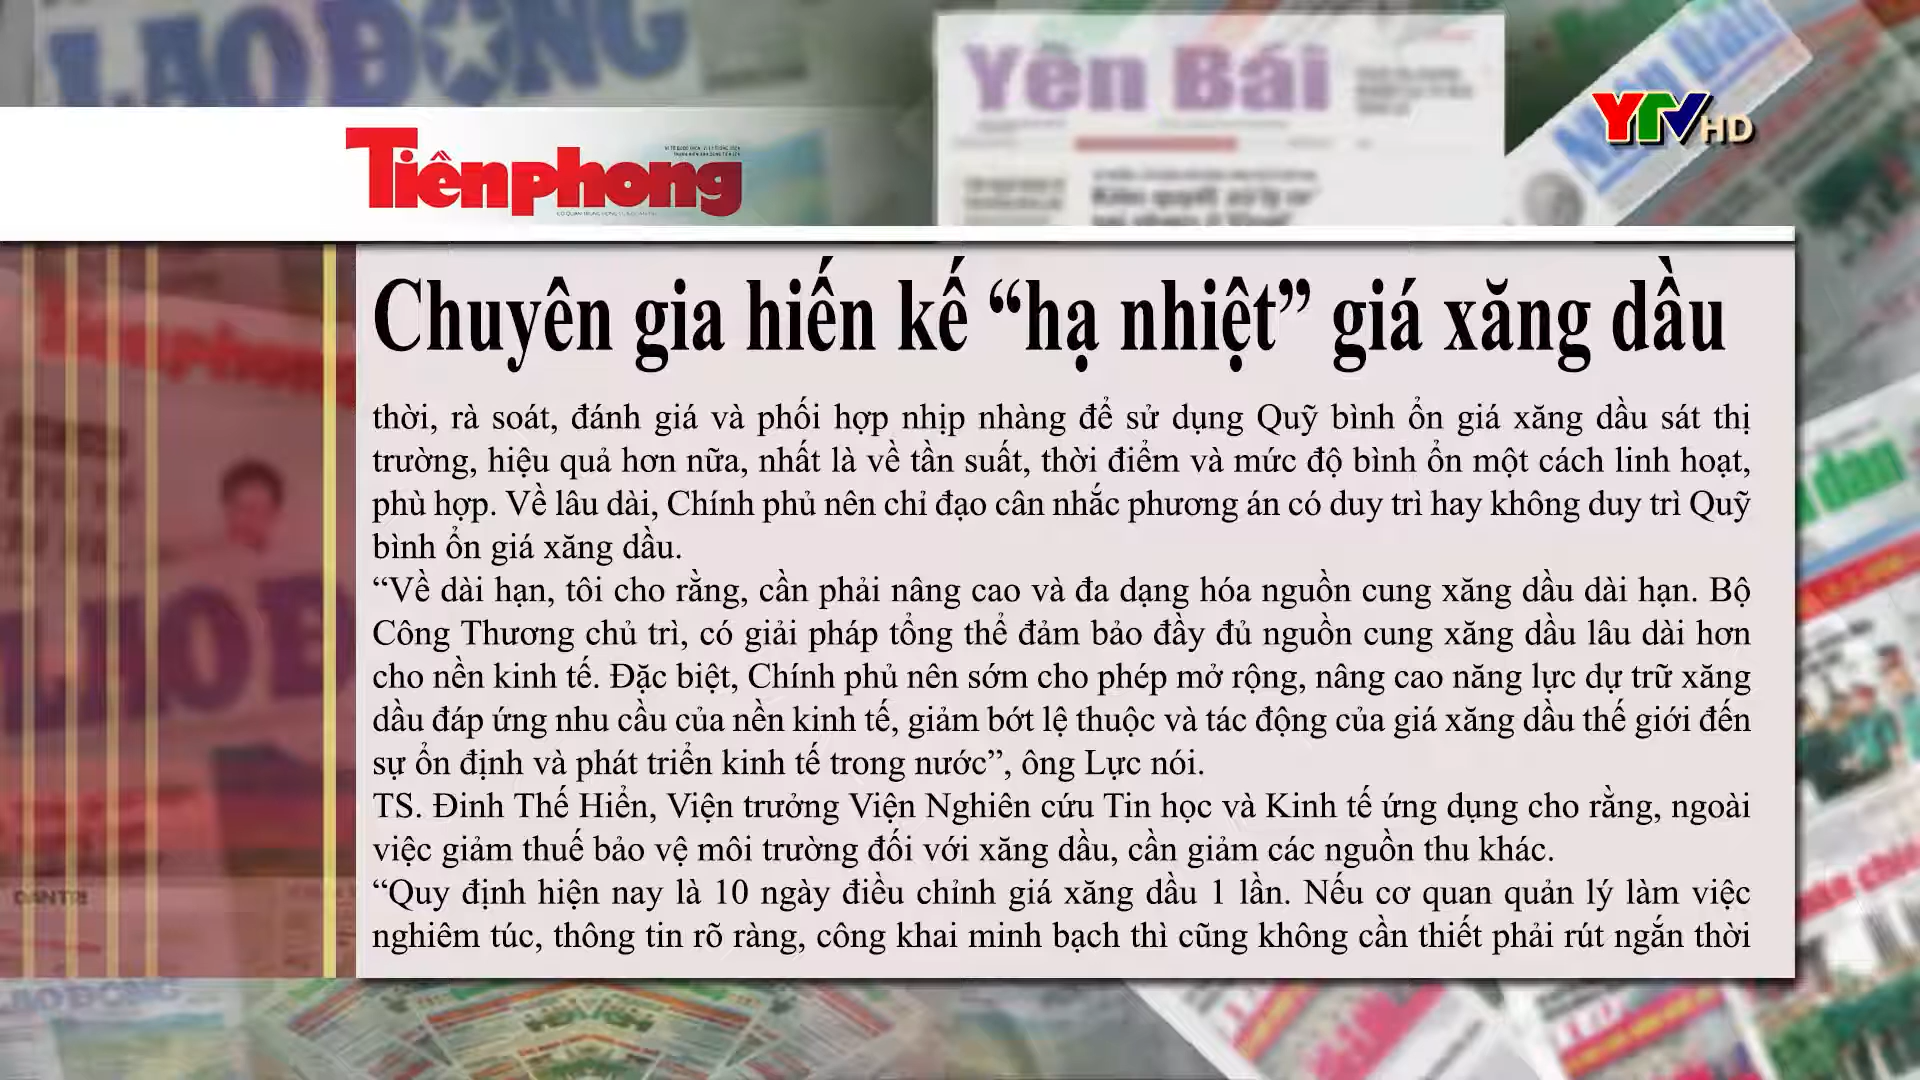 LAO ĐỘNG
Yên Bái
Nhân Dân
YTV HD
Tiền phong
Chuyên gia hiến kế “hạ nhiệt” giá xăng dầu
thời, rà soát, đánh giá và phối hợp nhịp nhàng để sử dụng Quỹ bình ổn giá xăng dầu sát thị
trường, hiệu quả hơn nữa, nhất là về tần suất, thời điểm và mức độ bình ổn một cách linh hoạt,
phù hợp. Về lâu dài, Chính phủ nên chỉ đạo cân nhắc phương án có duy trì hay không duy trì Quỹ
bình ổn giá xăng dầu.
“Về dài hạn, tôi cho rằng, cần phải nâng cao và đa dạng hóa nguồn cung xăng dầu dài hạn. Bộ
Công Thương chủ trì, có giải pháp tổng thể đảm bảo đầy đủ nguồn cung xăng dầu lâu dài hơn
cho nền kinh tế. Đặc biệt, Chính phủ nên sớm cho phép mở rộng, nâng cao năng lực dự trữ xăng
dầu đáp ứng nhu cầu của nền kinh tế, giảm bớt lệ thuộc và tác động của giá xăng dầu thế giới đến
sự ổn định và phát triển kinh tế trong nước”, ông Lực nói.
TS. Đinh Thế Hiển, Viện trưởng Viện Nghiên cứu Tin học và Kinh tế ứng dụng cho rằng, ngoài
việc giảm thuế bảo vệ môi trường đối với xăng dầu, cần giảm các nguồn thu khác.
“Quy định hiện nay là 10 ngày điều chỉnh giá xăng dầu 1 lần. Nếu cơ quan quản lý làm việc
nghiêm túc, thông tin rõ ràng, công khai minh bạch thì cũng không cần thiết phải rút ngắn thời
DANTRI
LAO ĐỘNG